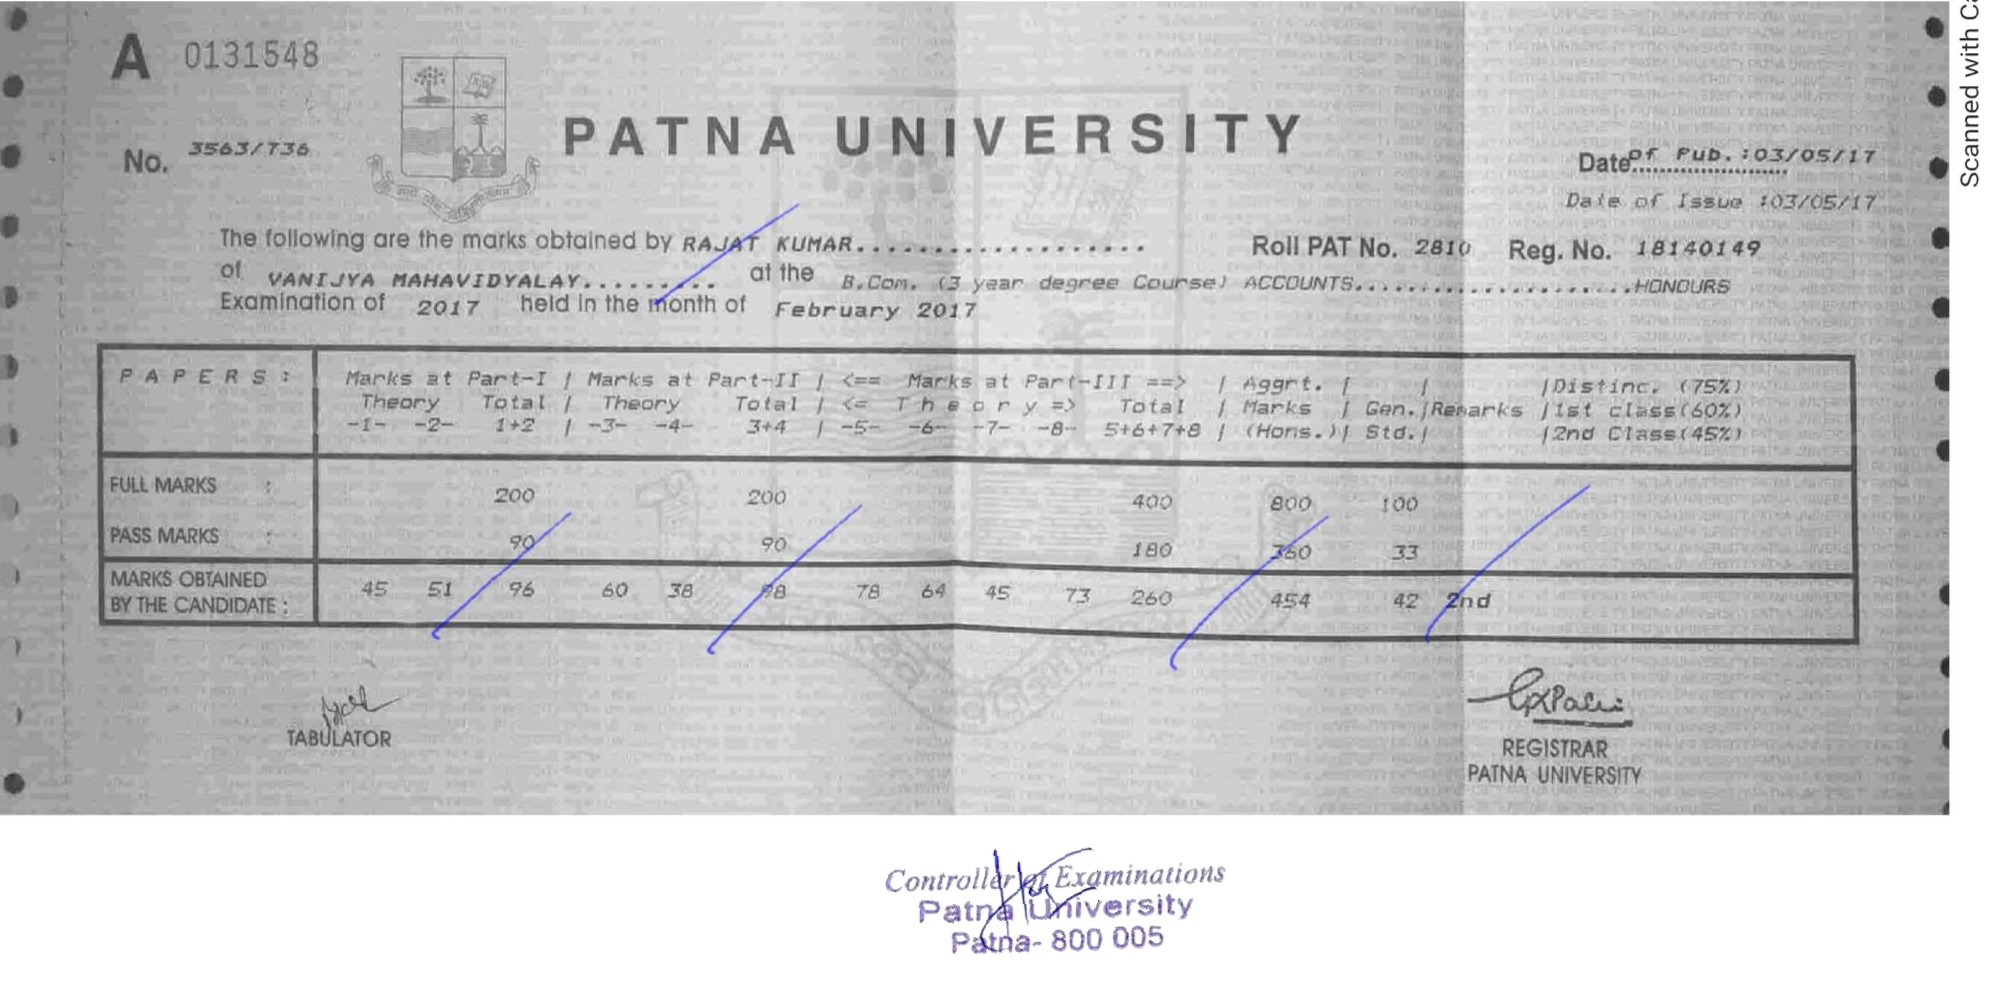 A 0131548
No. 3563/736
PATNA UNIVERSITY
Date of Pub. :03/05/17
Date of Issue :03/05/17
The following are the marks obtained by RAJAT KUMAR.................... Roll PAT No. 2810 Reg. No. 18140149
of VANIJYA MAHAVIDYALAY......... at the B.Com. (3 year degree Course) ACCOUNTS....................HONOURS
Examination of 2017 held in the month of February 2017
PAPERS: Marks at Part-I | Marks at Part-II | <== Marks at Part-III ==> | Aggrt. | | |Distinc. (75%)
Theory Total | Theory Total | <= Theory => Total | Marks | Gen.|Remarks |1st class(60%)
-1- -2- 1+2 | -3- -4- 3+4 | -5- -6- -7- -8- 5+6+7+8 | (Hons.)| Std.| |2nd Class(45%)
FULL MARKS : 200 200 400 800 100
PASS MARKS : 90 90 180 360 33
MARKS OBTAINED
BY THE CANDIDATE : 45 51 96 60 38 98 78 64 45 73 260 454 42 2nd
TABULATOR
REGISTRAR
PATNA UNIVERSITY
Controller of Examinations
Patna University
Patna- 800 005
Scanned with